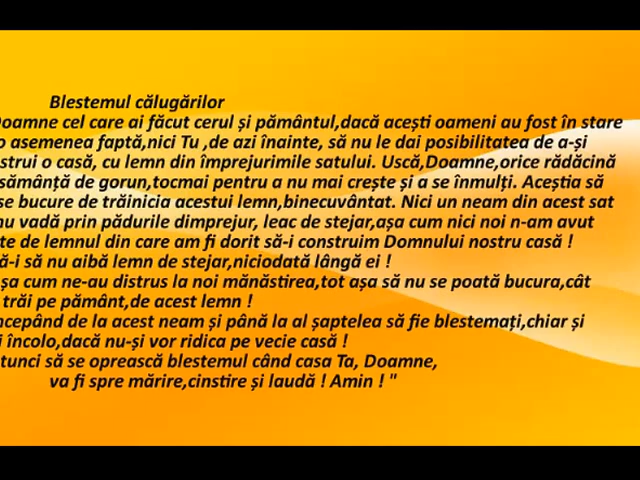 Blestemul călugărilor
Doamne cel care ai făcut cerul și pământul,dacă acești oameni au fost în stare
o asemenea faptă,nici Tu ,de azi înainte, să nu le dai posibilitatea de a-și
strui o casă, cu lemn din împrejurimile satului. Uscă,Doamne,orice rădăcină
sământă de gorun,tocmai pentru a nu mai crește și a se înmulți. Aceștia să
se bucure de trăinicia acestui lemn,binecuvântat. Nici un neam din acest sat
nu vadă prin pădurile dimprejur, leac de stejar,așa cum nici noi n-am avut
te de lemnul din care am fi dorit să-i construim Domnului nostru casă !
ă-i să nu aibă lemn de stejar,niciodată lângă ei !
șa cum ne-au distrus la noi mănăstirea,tot așa să nu se poată bucura,cât
trăi pe pământ,de acest lemn !
ncepând de la acest neam și până la al șaptelea să fie blestemați,chiar și
i încolo,dacă nu-și vor ridica pe vecie casă !
tunci să se oprească blestemul când casa Ta, Doamne,
va fi spre mărire,cinstire și laudă ! Amin ! "